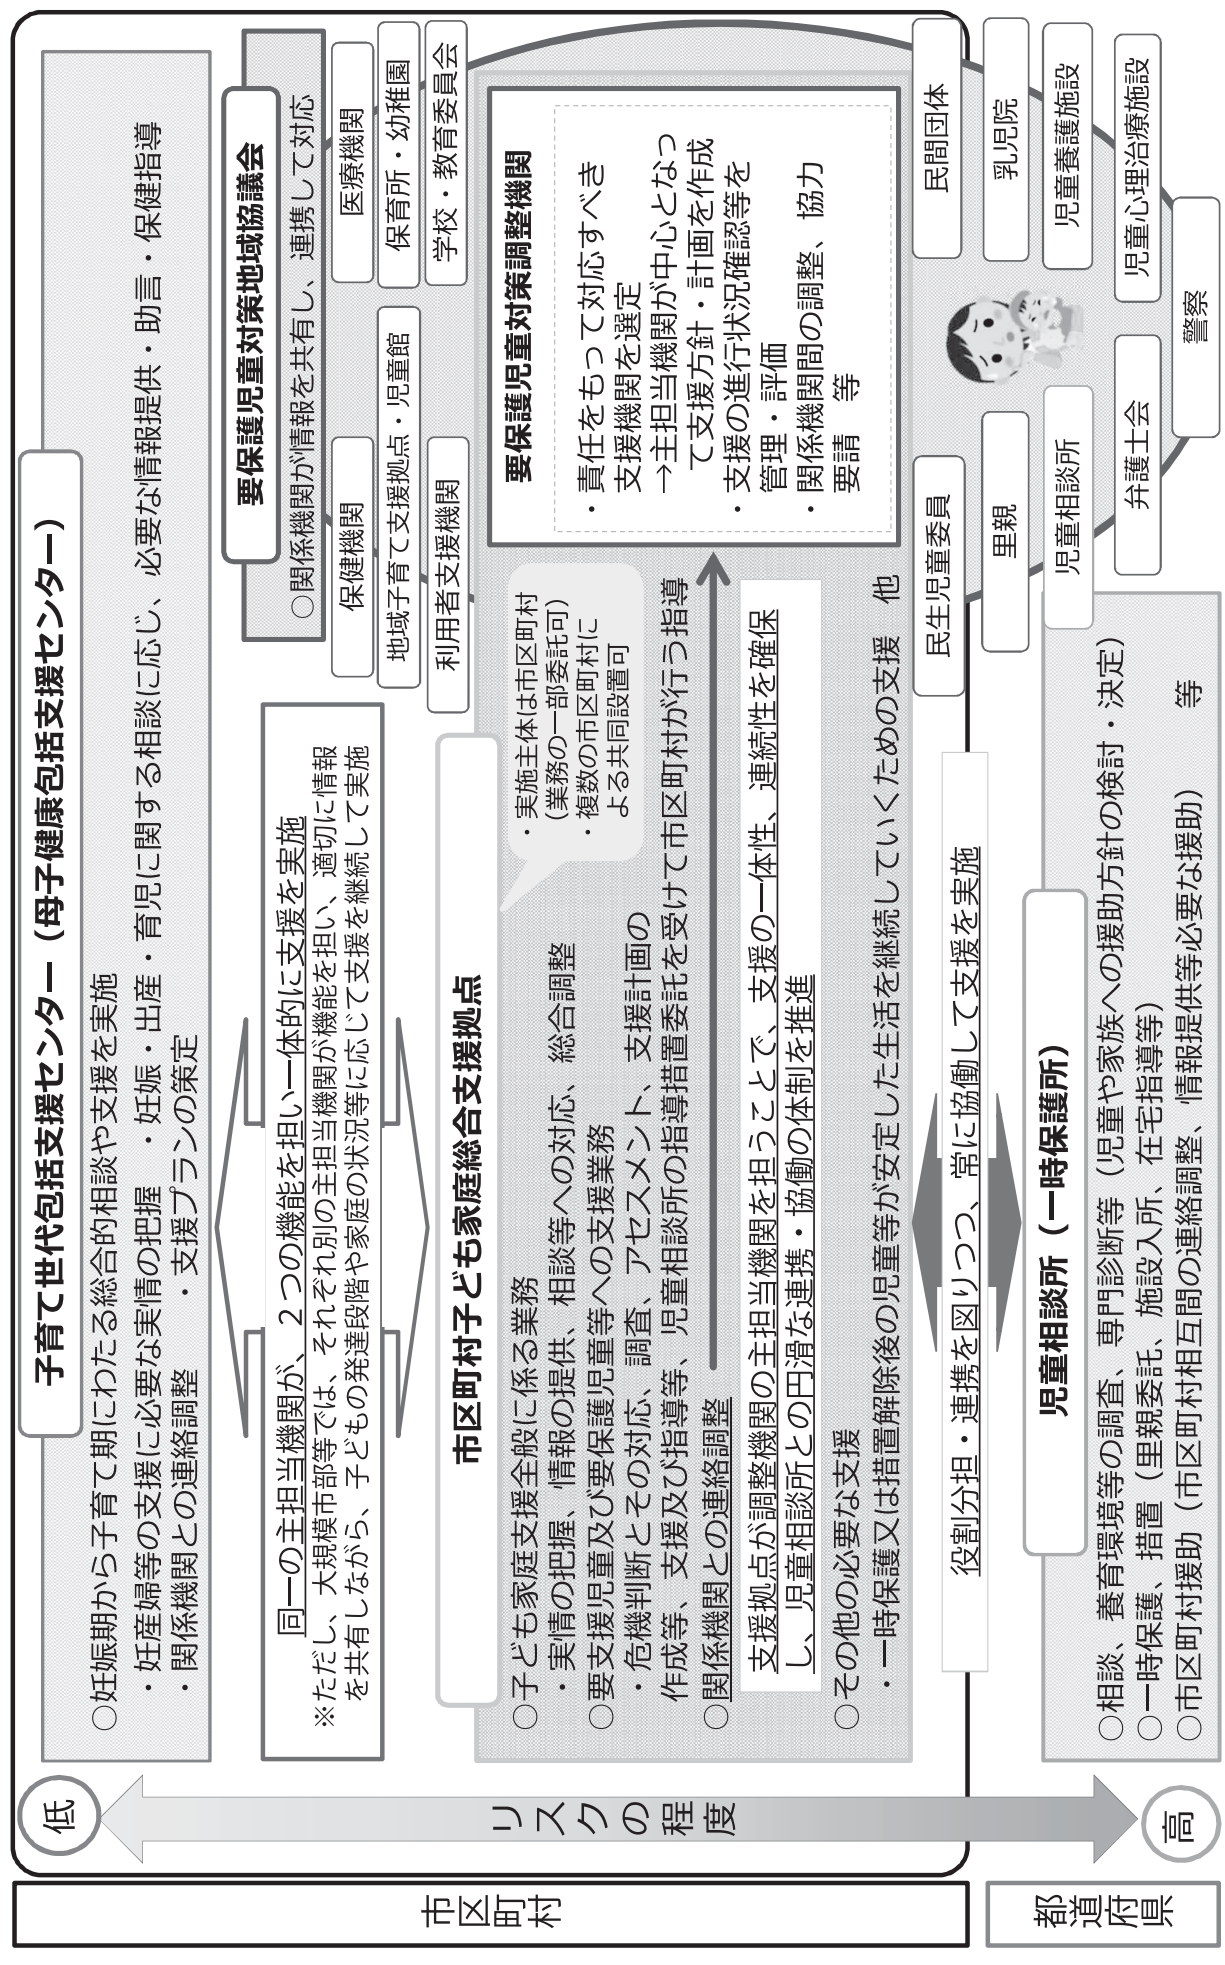 市区町村
都道府県
低
リスクの程度
高
子育て世代包括支援センター（母子健康包括支援センター）
○妊娠期から子育て期にわたる総合的相談や支援を実施
・妊産婦等の支援に必要な実情の把握　・妊娠・出産・育児に関する相談に応じ、必要な情報提供・助言・保健指導
・関係機関との連絡調整　　・支援プランの策定
同一の主担当機関が、２つの機能を担い一体的に支援を実施
※ただし、大規模市部等では、それぞれ別の主担当機関が機能を担い、適切に情報
を共有しながら、子どもの発達段階や家庭の状況等に応じて支援を継続して実施
要保護児童対策地域協議会
○関係機関が情報を共有し、連携して対応
保健機関
医療機関
地域子育て支援拠点・児童館
保育所・幼稚園
利用者支援機関
学校・教育委員会
市区町村子ども家庭総合支援拠点
・実施主体は市区町村
（業務の一部委託可）
・複数の市区町村に
よる共同設置可
○子ども家庭支援全般に係る業務
・実情の把握、情報の提供、相談等への対応、総合調整
○要支援児童及び要保護児童等への支援業務
・危機判断とその対応、調査、アセスメント、支援計画の
作成等、支援及び指導等、児童相談所の指導措置委託を受けて市区町村が行う指導
○関係機関との連絡調整
支援拠点が調整機関の主担当機関を担うことで、支援の一体性、連続性を確保
し、児童相談所との円滑な連携・協働の体制を推進
○その他の必要な支援
・一時保護又は措置解除後の児童等が安定した生活を継続していくための支援　他
要保護児童対策調整機関
・責任をもって対応すべき
支援機関を選定
→主担当機関が中心となっ
て支援方針・計画を作成
・支援の進行状況確認等を
管理・評価
・関係機関間の調整、協力
要請　等
民生児童委員
民間団体
里親
乳児院
児童相談所
児童養護施設
弁護士会
児童心理治療施設
警察
役割分担・連携を図りつつ、常に協働して支援を実施
児童相談所（一時保護所）
○相談、養育環境等の調査、専門診断等（児童や家族への援助方針の検討・決定）
○一時保護、措置（里親委託、施設入所、在宅指導等）
○市区町村援助（市区町村相互間の連絡調整、情報提供等必要な援助）　等